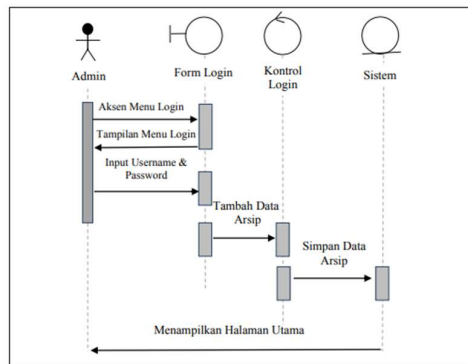 Admin
Form Login
Kontrol
Login
Sistem
Aksen Menu Login
Tampilan Menu Login
Input Username &
Password
Tambah Data
Arsip
Simpan Data
Arsip
Menampilkan Halaman Utama